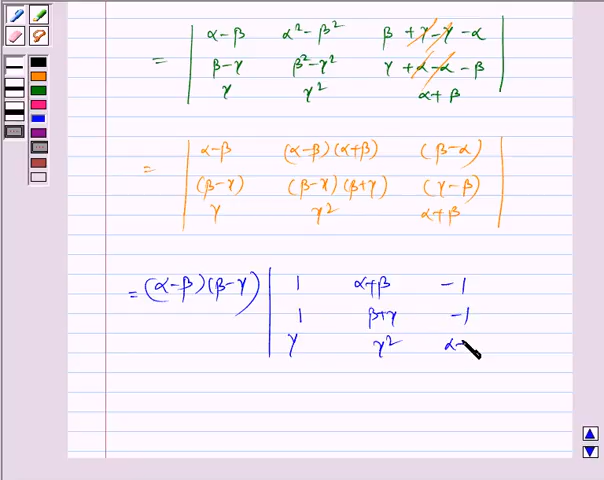 = | α-β α²-β² β + γ - γ - α |
| β-γ β²-γ² γ + α - α - β |
| γ γ² α+β |
= | α-β (α-β)(α+β) (β-α) |
| (β-γ) (β-γ)(β+γ) (γ-β) |
| γ γ² α+β |
= (α-β)(β-γ) | 1 α+β -1 |
| 1 β+γ -1 |
| γ γ² α